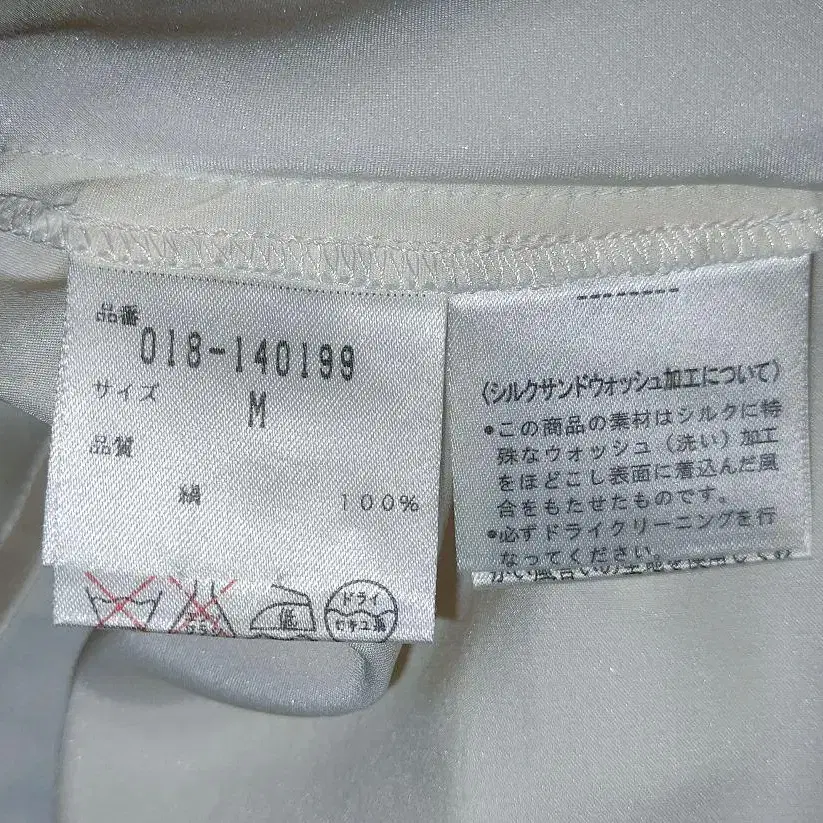 品番
018-140199
サイズ
M
品質
絹 100%
低
ドライ
セキユ系
--------
〈シルクサンドウォッシュ加工について〉
●この商品の素材はシルクに特
殊なウォッシュ（洗い）加工
をほどこし表面に着込んだ風
合をもたせたものです。
●必ずドライクリーニングを行
なってください。